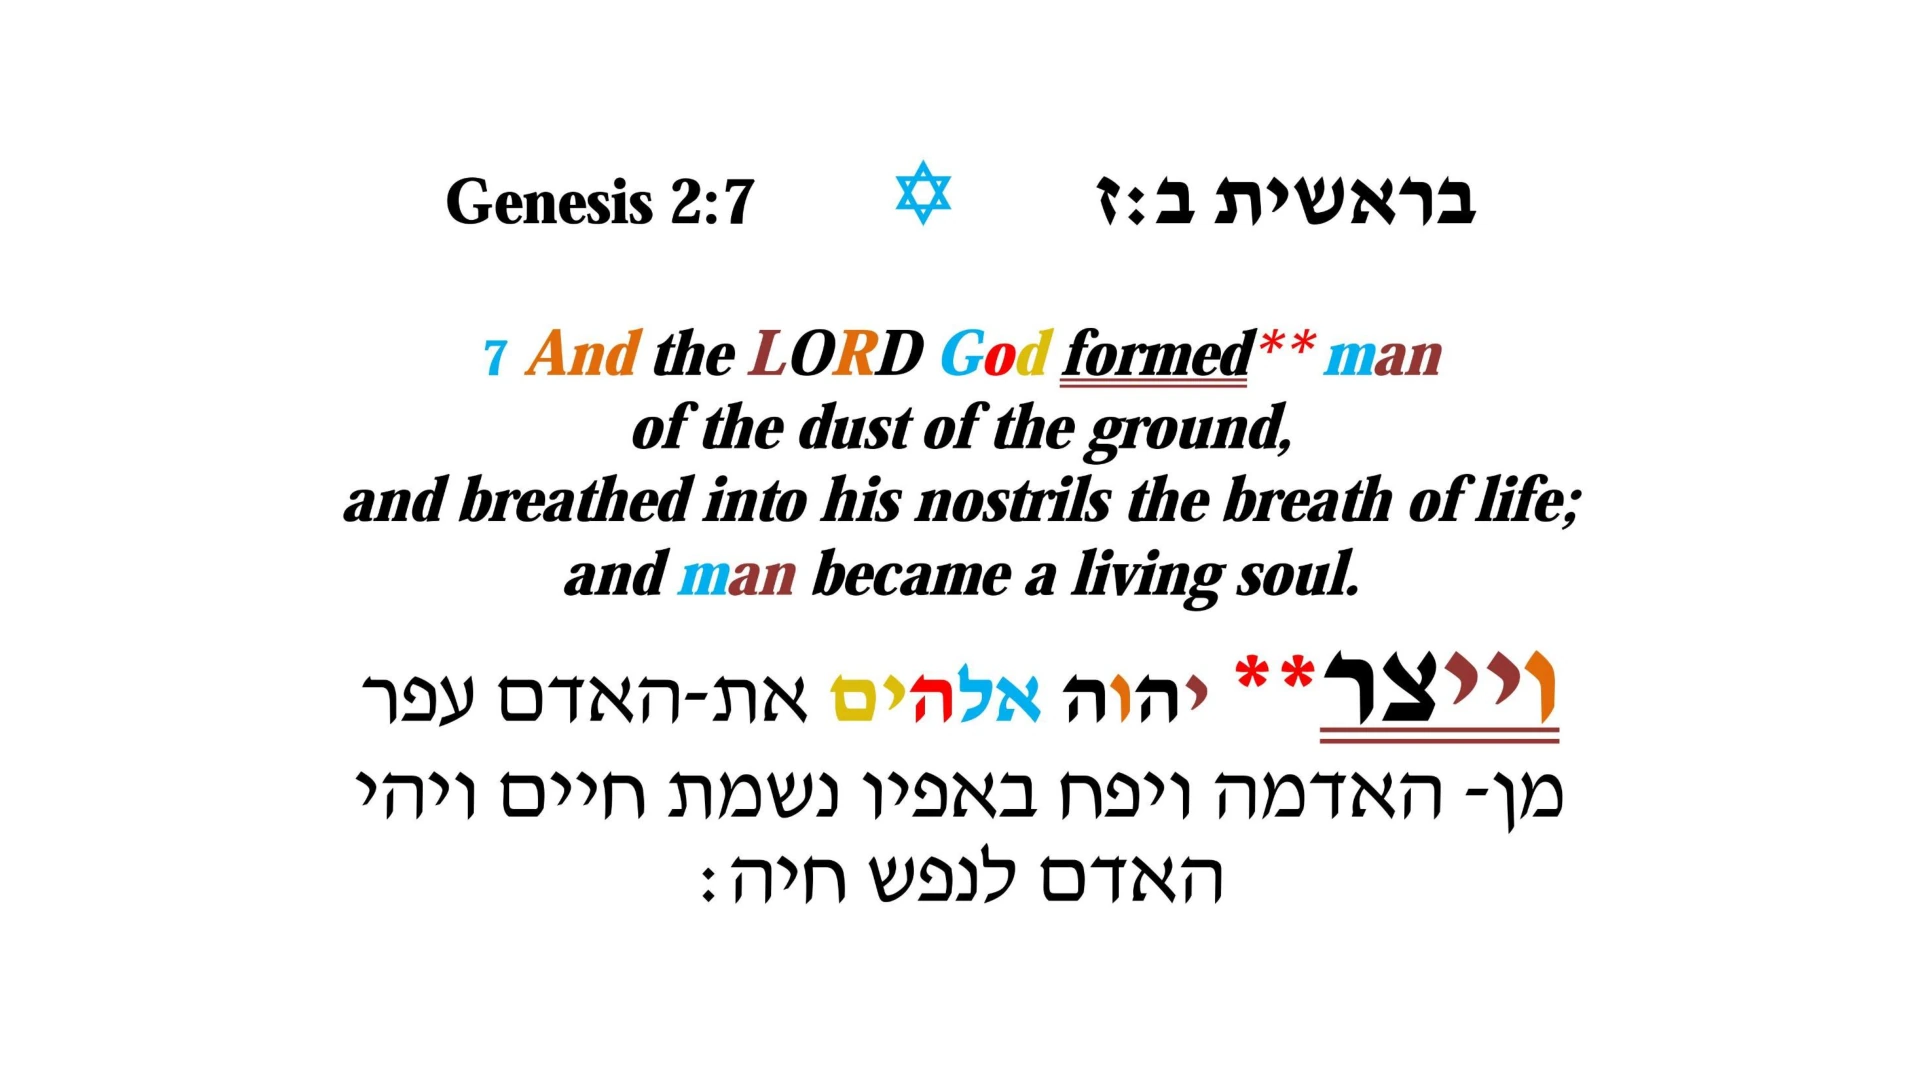 Genesis 2:7 ✡ בראשית ב:ז
7 And the LORD God formed** man
of the dust of the ground,
and breathed into his nostrils the breath of life;
and man became a living soul.
וייצר** יהוה אלהים את-האדם עפר
מן- האדמה ויפח באפיו נשמת חיים ויהי
האדם לנפש חיה: